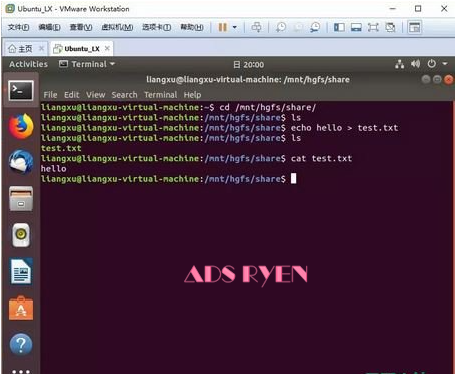 Ubuntu_LX - VMware Workstation
文件(F) 编辑(E) 查看(V) 虚拟机(M) 选项卡(T) 帮助(H)
主页 Ubuntu_LX
Activities Terminal 日 20:00
liangxu@liangxu-virtual-machine: /mnt/hgfs/share
File Edit View Search Terminal Help
liangxu@liangxu-virtual-machine:~$ cd /mnt/hgfs/share/
liangxu@liangxu-virtual-machine:/mnt/hgfs/share$ ls
liangxu@liangxu-virtual-machine:/mnt/hgfs/share$ echo hello > test.txt
liangxu@liangxu-virtual-machine:/mnt/hgfs/share$ ls
test.txt
liangxu@liangxu-virtual-machine:/mnt/hgfs/share$ cat test.txt
hello
liangxu@liangxu-virtual-machine:/mnt/hgfs/share$
ADS RYEN